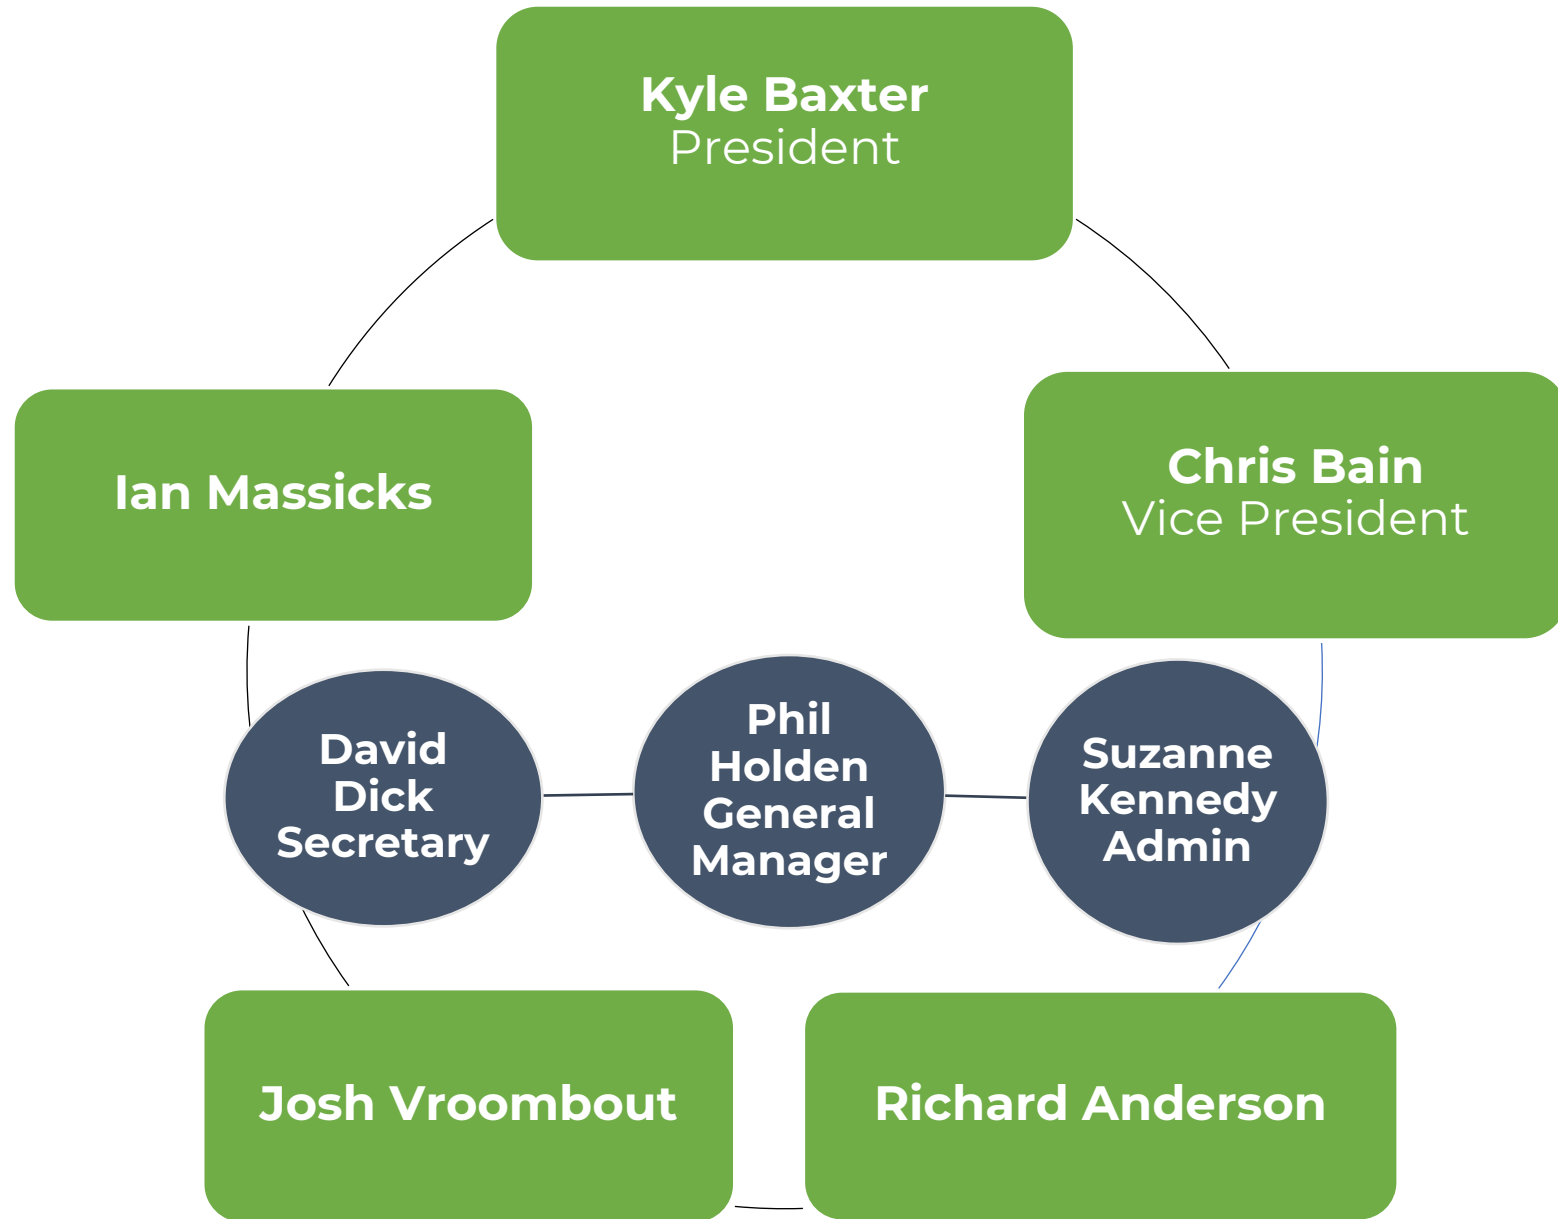 Kyle Baxter
President
Ian Massicks
Chris Bain
Vice President
David
Dick
Secretary
Phil
Holden
General
Manager
Suzanne
Kennedy
Admin
Josh Vroombout
Richard Anderson